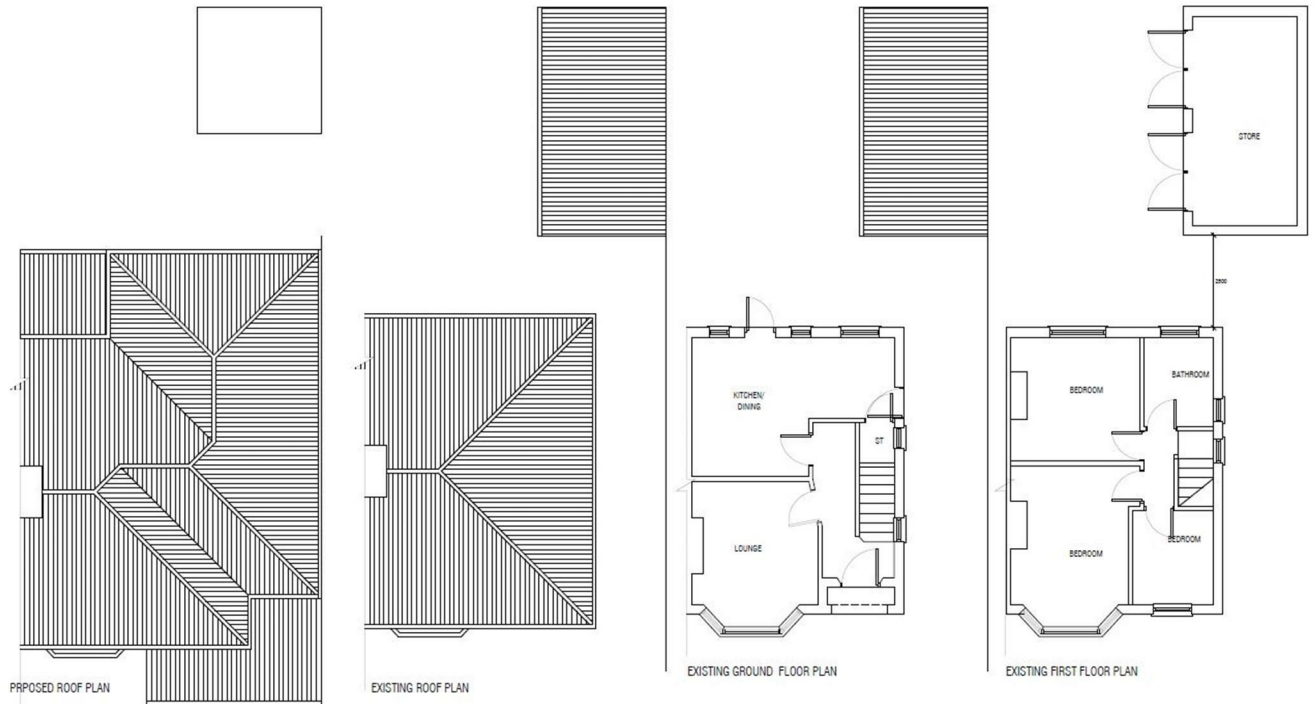 STORE
2500
KITCHEN/
DINING
ST
LOUNGE
BEDROOM
BATHROOM
BEDROOM
BEDROOM
PRPOSED ROOF PLAN
EXISTING ROOF PLAN
EXISTING GROUND FLOOR PLAN
EXISTING FIRST FLOOR PLAN